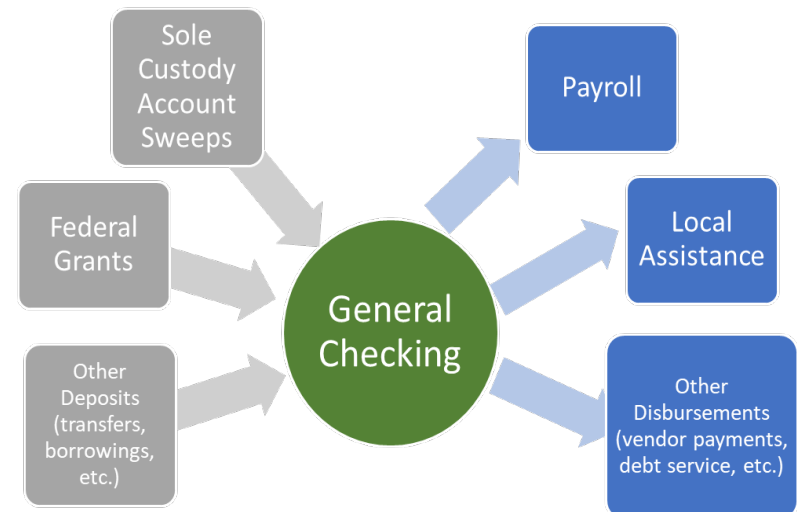 Sole
Custody
Account
Sweeps
Payroll
Federal
Grants
Local
Assistance
General
Checking
Other
Deposits
(transfers,
borrowings,
etc.)
Other
Disbursements
(vendor payments,
debt service, etc.)